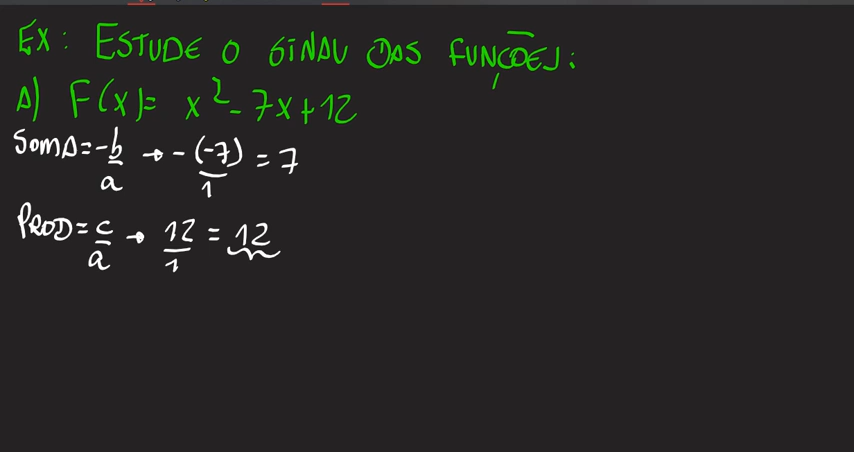 EX: ESTUDE O SINAL DAS FUNÇÕES:
A) F(x)= x²-7x+12
SOMA=-b/a → -(-7)/1 = 7
PROD=c/a → 12/1 = 12